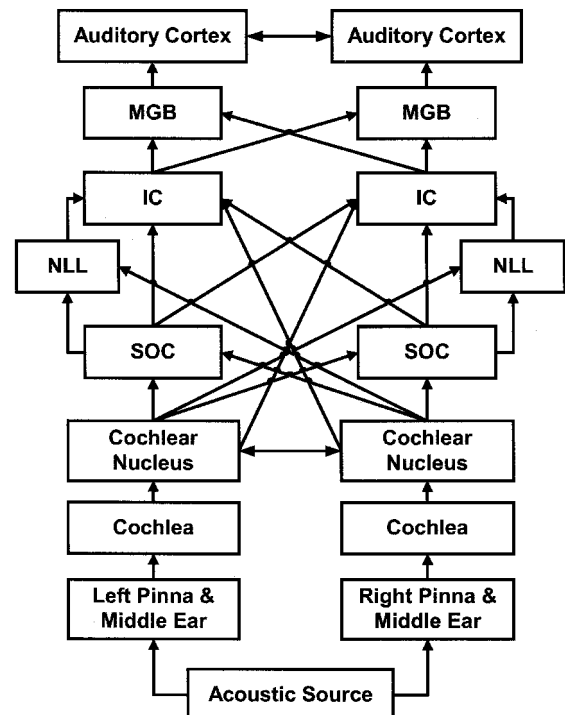 Auditory Cortex
Auditory Cortex
MGB
MGB
IC
IC
NLL
NLL
SOC
SOC
Cochlear
Nucleus
Cochlear
Nucleus
Cochlea
Cochlea
Left Pinna &
Middle Ear
Right Pinna &
Middle Ear
Acoustic Source